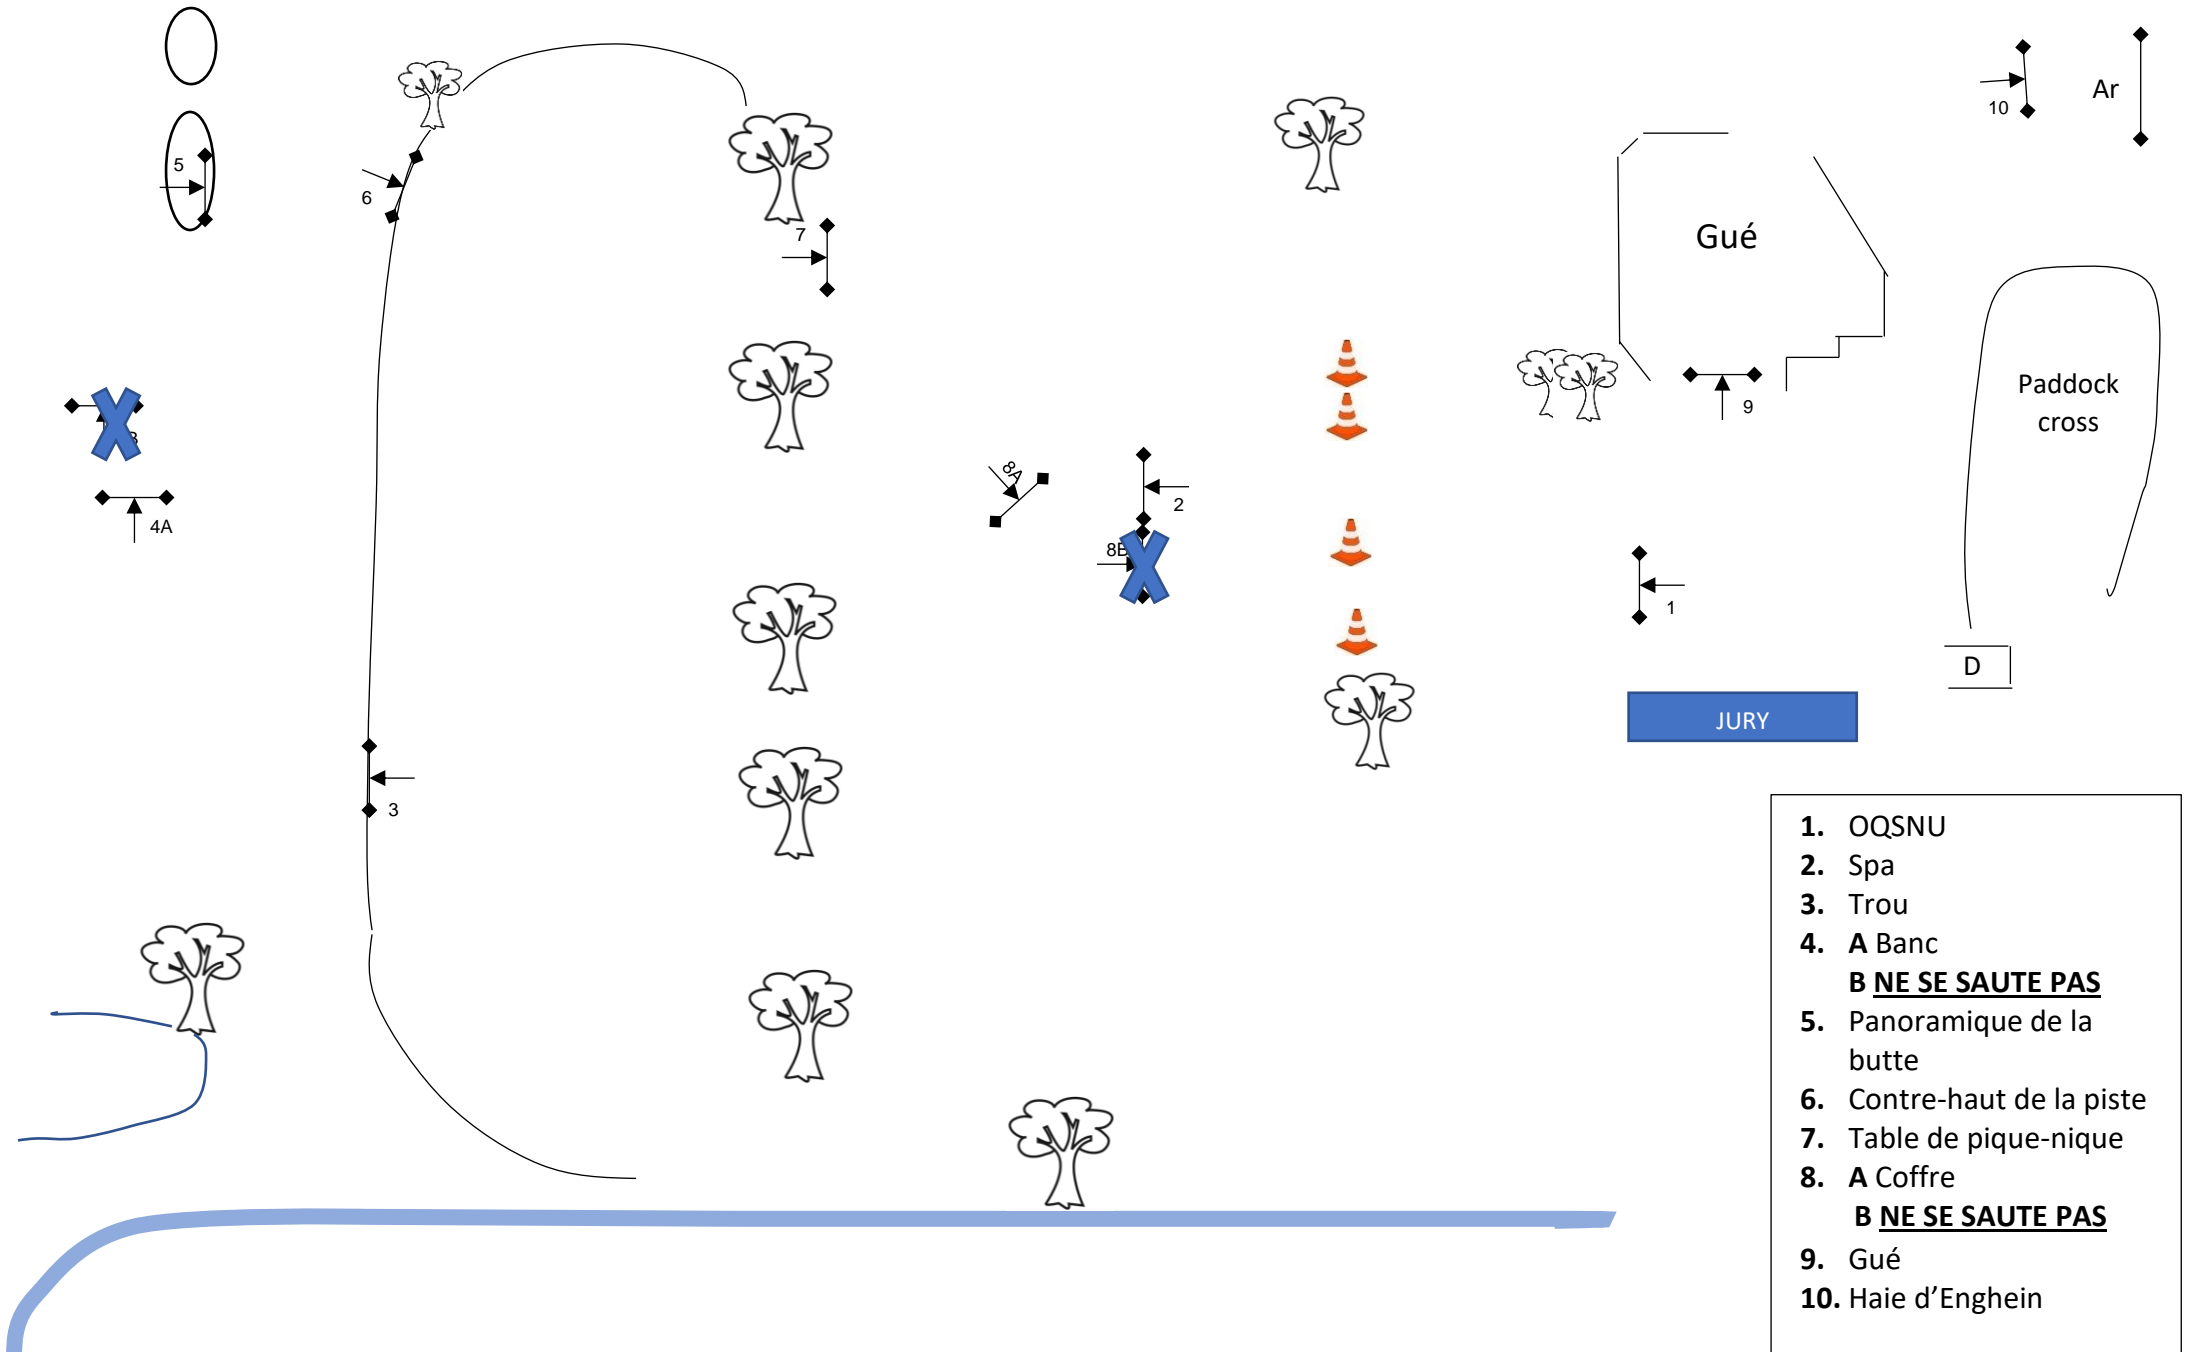 10
Ar
5
6
7
Gué
Paddock
cross
9
B
4A
8A
2
8B
1
D
JURY
3
1. OQSNU
2. Spa
3. Trou
4. A Banc
B NE SE SAUTE PAS
5. Panoramique de la
butte
6. Contre-haut de la piste
7. Table de pique-nique
8. A Coffre
B NE SE SAUTE PAS
9. Gué
10. Haie d’Enghein